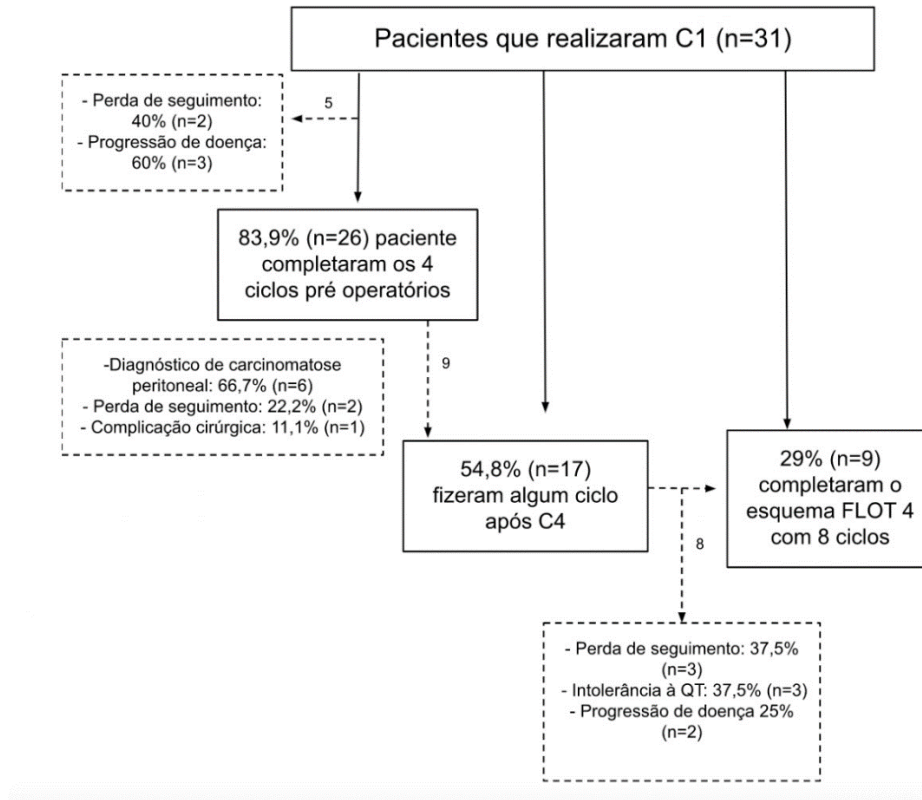 Pacientes que realizaram C1 (n=31)
- Perda de seguimento:
40% (n=2)
- Progressão de doença:
60% (n=3)
5
83,9% (n=26) paciente
completaram os 4
ciclos pré operatórios
-Diagnóstico de carcinomatose
peritoneal: 66,7% (n=6)
- Perda de seguimento: 22,2% (n=2)
- Complicação cirúrgica: 11,1% (n=1)
9
54,8% (n=17)
fizeram algum ciclo
após C4
29% (n=9)
completaram o
esquema FLOT 4
com 8 ciclos
8
- Perda de seguimento: 37,5%
(n=3)
- Intolerância à QT: 37,5% (n=3)
- Progressão de doença 25%
(n=2)